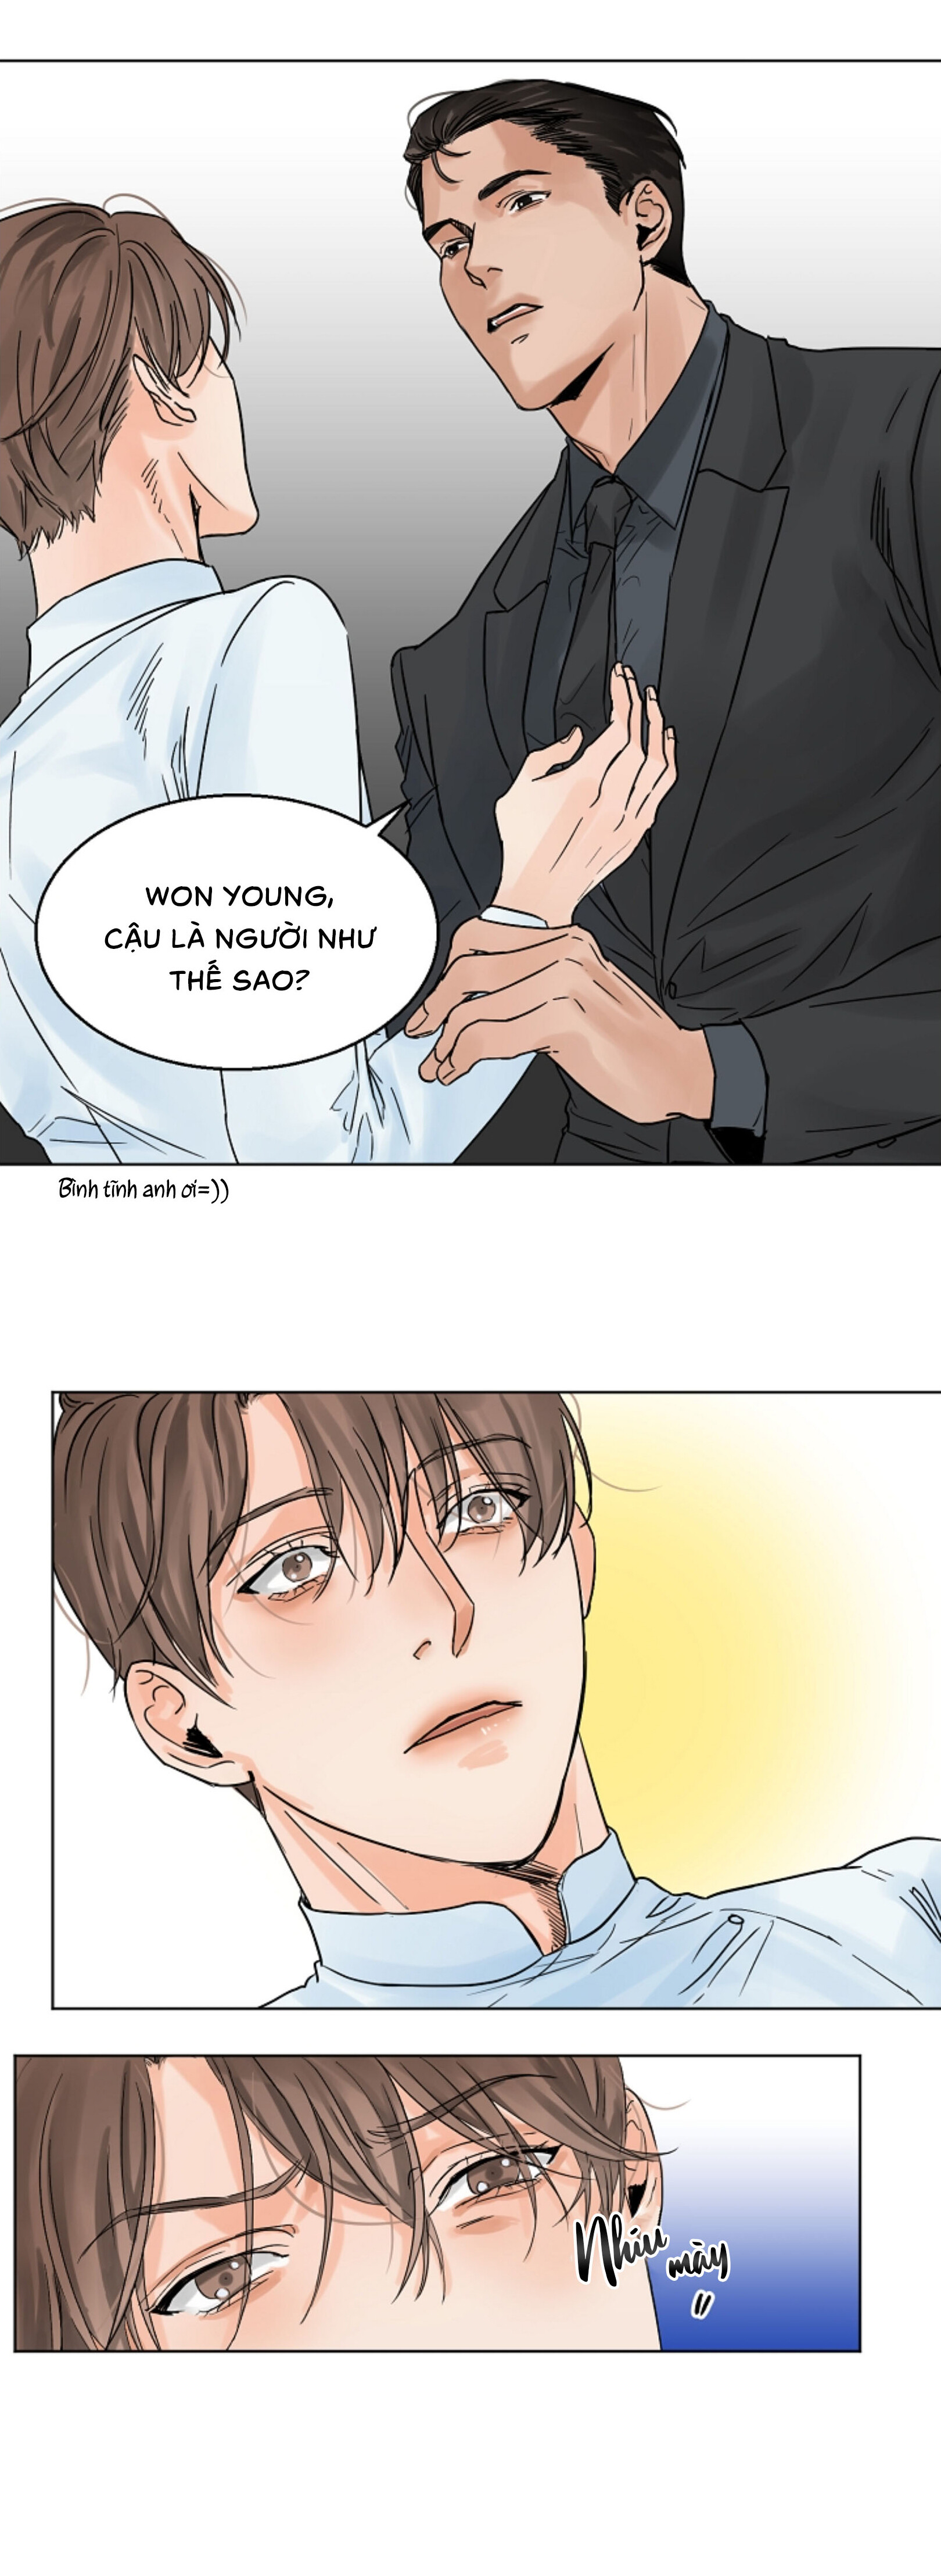 WON YOUNG,
CẬU LÀ NGƯỜI NHƯ
THẾ SAO?
Bình tĩnh anh ơi=))
Nhíu mày